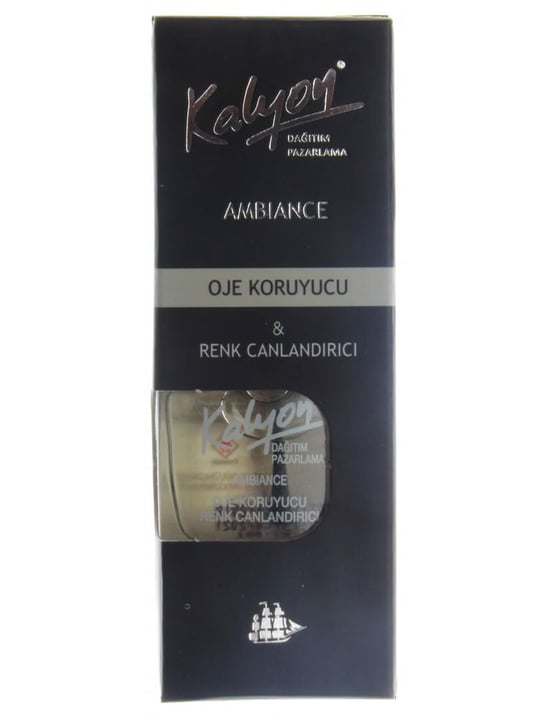 Kalyon
DAĞITIM
PAZARLAMA
AMBIANCE
OJE KORUYUCU
&
RENK CANLANDIRICI
Kalyon
DAĞITIM
PAZARLAMA
AMBIANCE
OJE KORUYUCU
RENK CANLANDIRICI